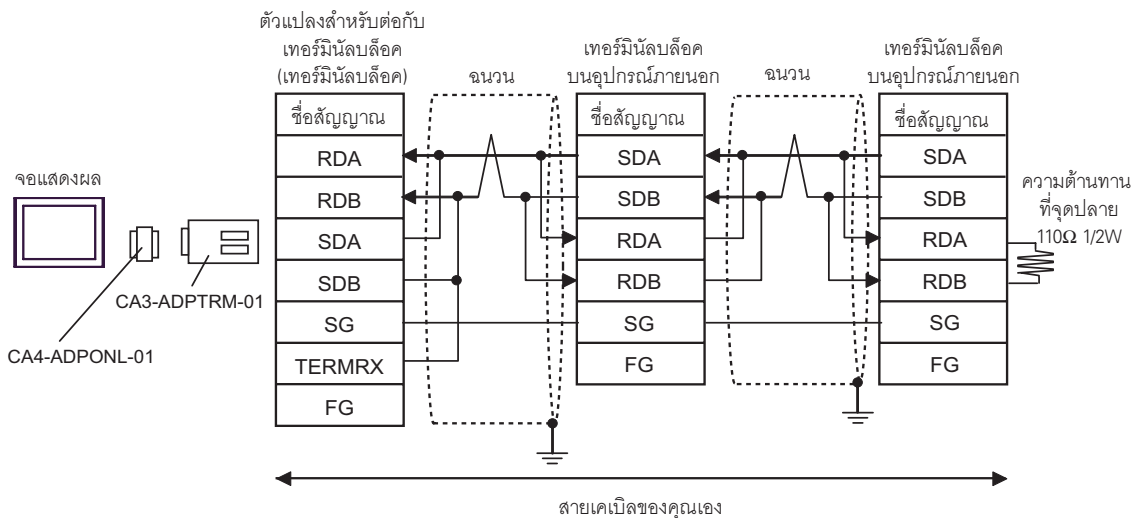 ตัวแปลงสำหรับต่อกับ
เทอร์มินัลบล็อค
(เทอร์มินัลบล็อค)
ฉนวน
เทอร์มินัลบล็อค
บนอุปกรณ์ภายนอก
ฉนวน
เทอร์มินัลบล็อค
บนอุปกรณ์ภายนอก
ชื่อสัญญาณ
RDA
RDB
SDA
SDB
SG
TERMRX
FG
ชื่อสัญญาณ
SDA
SDB
RDA
RDB
SG
FG
ชื่อสัญญาณ
SDA
SDB
RDA
RDB
SG
FG
จอแสดงผล
CA3-ADPTRM-01
CA4-ADPONL-01
ความต้านทาน
ที่จุดปลาย
110Ω 1/2W
สายเคเบิลของคุณเอง